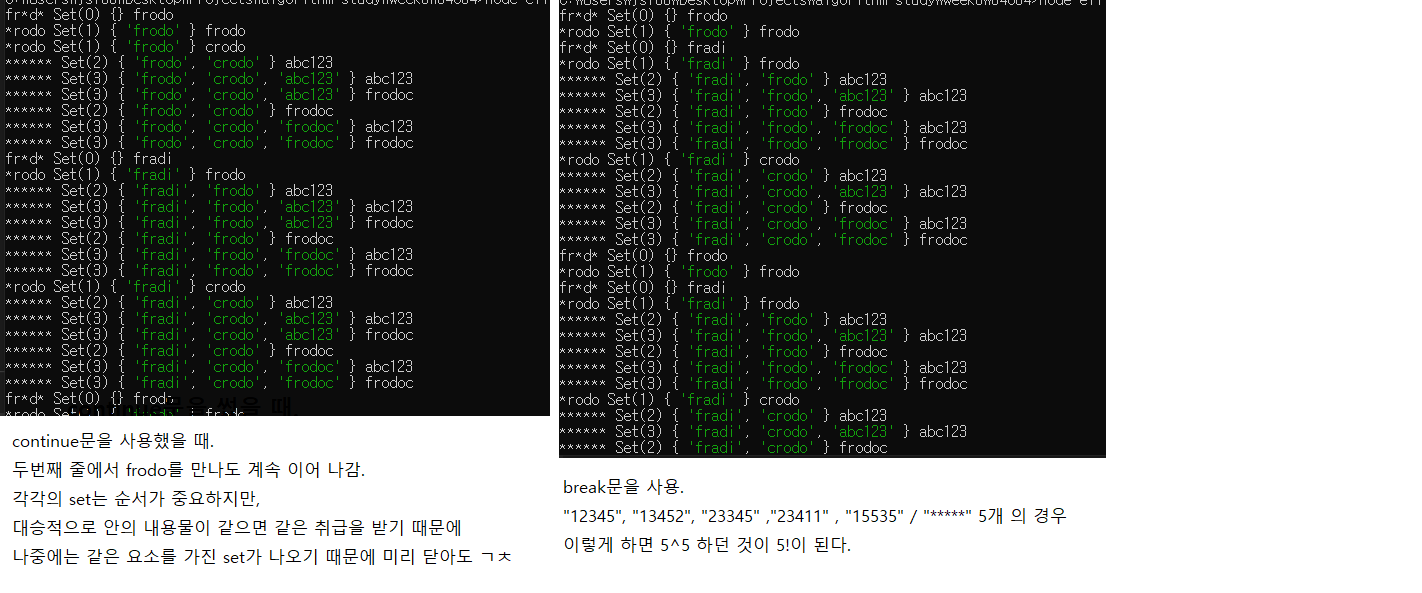 fr*d* Set(0) {} frodo
*rodo Set(1) { 'frodo' } frodo
*rodo Set(1) { 'frodo' } crodo
****** Set(2) { 'frodo', 'crodo' } abc123
****** Set(3) { 'frodo', 'crodo', 'abc123' } abc123
****** Set(3) { 'frodo', 'crodo', 'abc123' } frodoc
****** Set(2) { 'frodo', 'crodo' } frodoc
****** Set(3) { 'frodo', 'crodo', 'frodoc' } abc123
****** Set(3) { 'frodo', 'crodo', 'frodoc' } frodoc
fr*d* Set(0) {} fradi
*rodo Set(1) { 'fradi' } frodo
****** Set(2) { 'fradi', 'frodo' } abc123
****** Set(3) { 'fradi', 'frodo', 'abc123' } abc123
****** Set(3) { 'fradi', 'frodo', 'abc123' } frodoc
****** Set(2) { 'fradi', 'frodo' } frodoc
****** Set(3) { 'fradi', 'frodo', 'frodoc' } abc123
****** Set(3) { 'fradi', 'frodo', 'frodoc' } frodoc
*rodo Set(1) { 'fradi' } crodo
****** Set(2) { 'fradi', 'crodo' } abc123
****** Set(3) { 'fradi', 'crodo', 'abc123' } abc123
****** Set(3) { 'fradi', 'crodo', 'abc123' } frodoc
****** Set(2) { 'fradi', 'crodo' } frodoc
****** Set(3) { 'fradi', 'crodo', 'frodoc' } abc123
****** Set(3) { 'fradi', 'crodo', 'frodoc' } frodoc
fr*d* Set(0) {} frodo
continue문을 사용했을 때.
두번째 줄에서 frodo를 만나도 계속 이어 나감.
각각의 set는 순서가 중요하지만,
대승적으로 안의 내용물이 같으면 같은 취급을 받기 때문에
나중에는 같은 요소를 가진 set가 나오기 때문에 미리 닫아도 ㄱㅊ
fr*d* Set(0) {} frodo
*rodo Set(1) { 'frodo' } frodo
fr*d* Set(0) {} fradi
*rodo Set(1) { 'fradi' } frodo
****** Set(2) { 'fradi', 'frodo' } abc123
****** Set(3) { 'fradi', 'frodo', 'abc123' } abc123
****** Set(2) { 'fradi', 'frodo' } frodoc
****** Set(3) { 'fradi', 'frodo', 'frodoc' } abc123
****** Set(3) { 'fradi', 'frodo', 'frodoc' } frodoc
*rodo Set(1) { 'fradi' } crodo
****** Set(2) { 'fradi', 'crodo' } abc123
****** Set(3) { 'fradi', 'crodo', 'abc123' } abc123
****** Set(2) { 'fradi', 'crodo' } frodoc
****** Set(3) { 'fradi', 'crodo', 'frodoc' } abc123
****** Set(3) { 'fradi', 'crodo', 'frodoc' } frodoc
fr*d* Set(0) {} frodo
*rodo Set(1) { 'frodo' } frodo
fr*d* Set(0) {} fradi
*rodo Set(1) { 'fradi' } frodo
****** Set(2) { 'fradi', 'frodo' } abc123
****** Set(3) { 'fradi', 'frodo', 'abc123' } abc123
****** Set(2) { 'fradi', 'frodo' } frodoc
****** Set(3) { 'fradi', 'frodo', 'frodoc' } abc123
****** Set(3) { 'fradi', 'frodo', 'frodoc' } frodoc
*rodo Set(1) { 'fradi' } crodo
****** Set(2) { 'fradi', 'crodo' } abc123
****** Set(3) { 'fradi', 'crodo', 'abc123' } abc123
****** Set(2) { 'fradi', 'crodo' } frodoc
break문을 사용.
"12345", "13452", "23345" ,"23411" , "15535" / "*****" 5개 의 경우
이렇게 하면 5^5 하던 것이 5!이 된다.